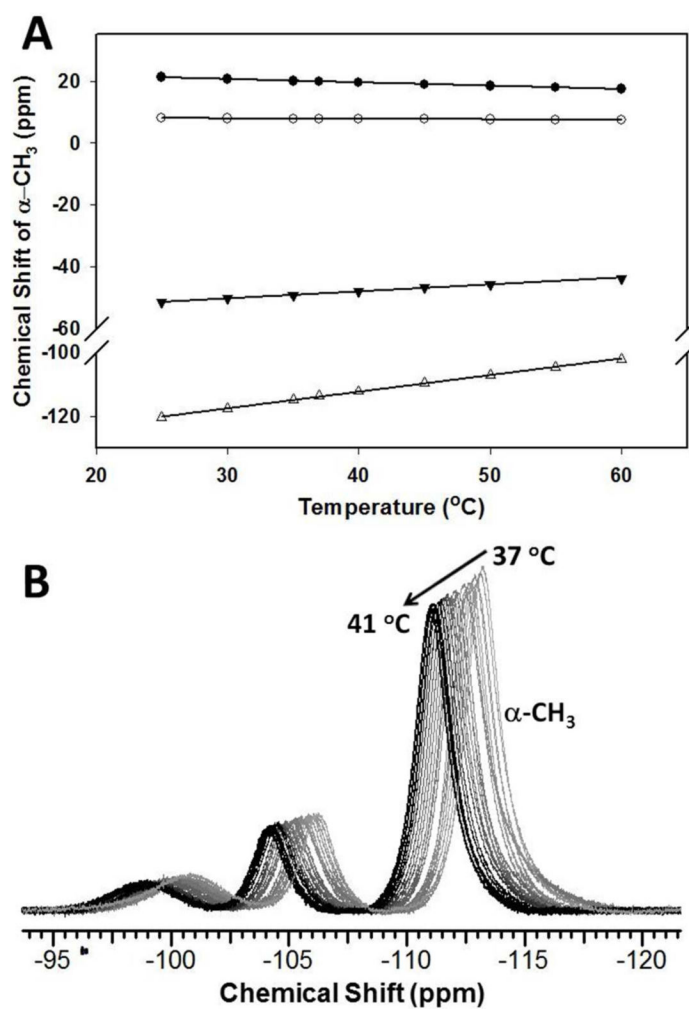 A
Chemical Shift of α–CH₃ (ppm)
20
0
-20
-40
-60
-100
-120
20 30 40 50 60
Temperature (°C)
B
37 °C
41 °C
α-CH₃
-95 -100 -105 -110 -115 -120
Chemical Shift (ppm)